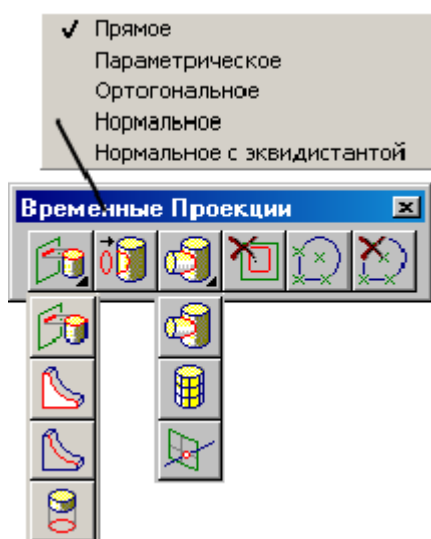 Прямое
Параметрическое
Ортогональное
Нормальное
Нормальное с эквидистантой
Временные Проекции